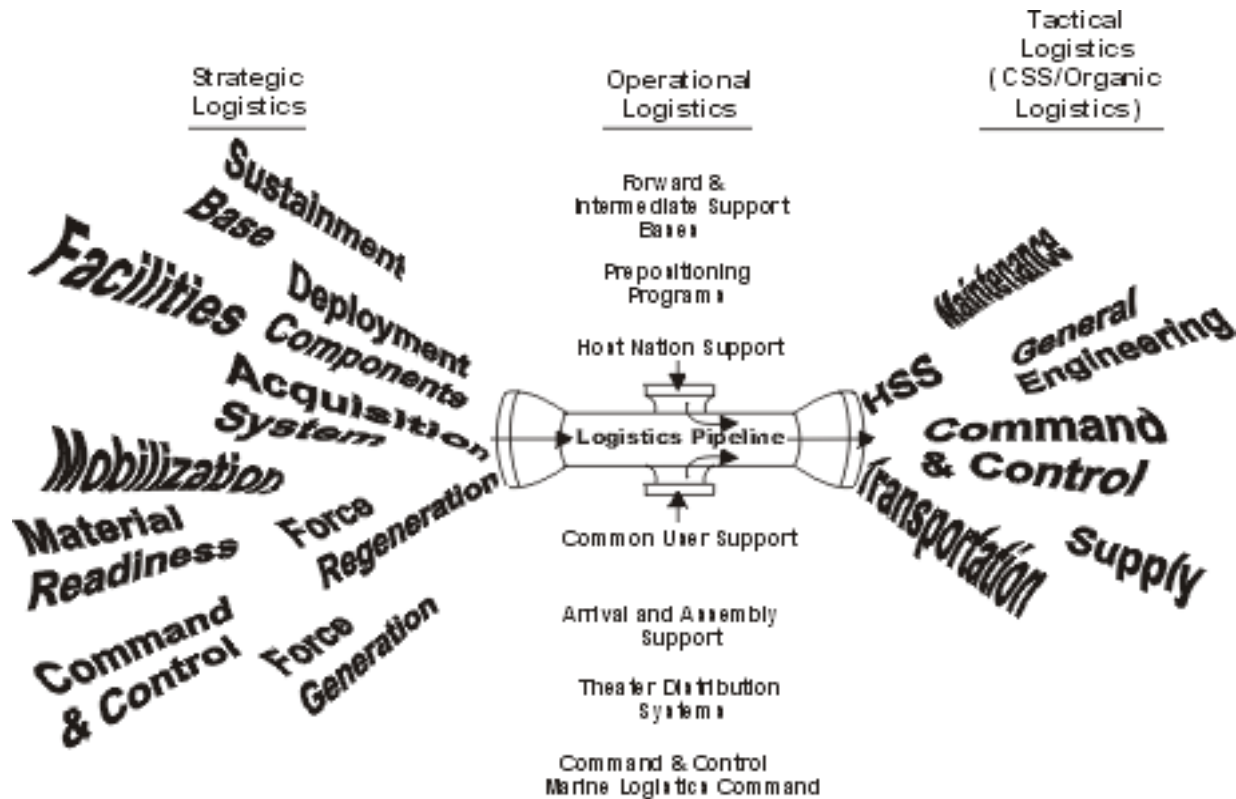 Strategic
Logistics
Sustainment
Base
Facilities
Deployment
Components
Acquisition
System
Mobilization
Material
Readiness
Force
Regeneration
Command
& Control
Force
Generation
Operational
Logistics
Forward &
Intermediate Support
Bases
Prepositioning
Programs
Host Nation Support
Logistics Pipeline
Common User Support
Arrival and Assembly
Support
Theater Distribution
Systems
Command & Control
Marine Logistics Command
Tactical
Logistics
(CSS/Organic
Logistics)
Maintenance
General
Engineering
HSS
Command
& Control
Transportation
Supply